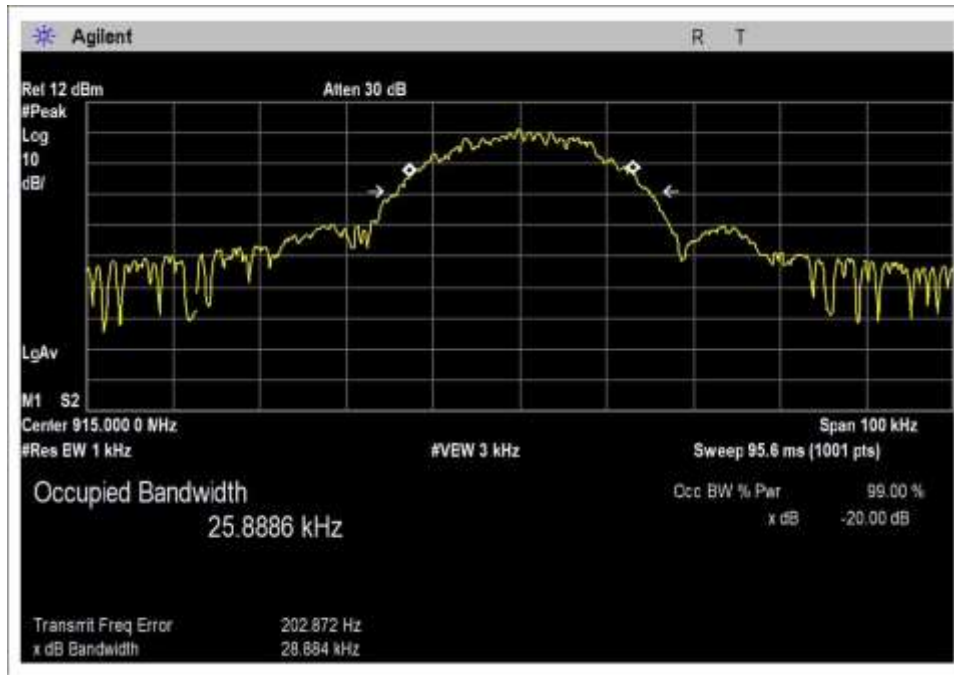 Agilent R T
Ref 12 dBm Atten 30 dB
#Peak
Log
10
dB/
LgAv
M1 S2
Center 915.000 0 MHz Span 100 kHz
#Res BW 1 kHz #VBW 3 kHz Sweep 95.6 ms (1001 pts)
Occupied Bandwidth Occ BW % Pwr 99.00 %
25.8886 kHz x dB -20.00 dB
Transmit Freq Error 202.872 Hz
x dB Bandwidth 28.884 kHz